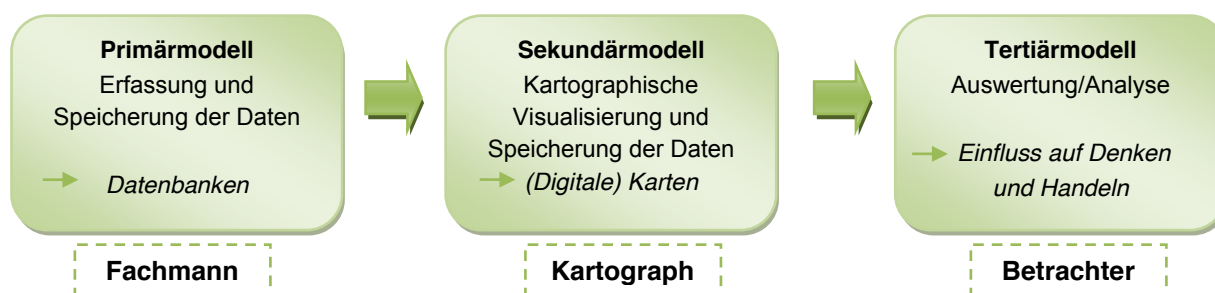 Primärmodell
Erfassung und
Speicherung der Daten
Datenbanken
Fachmann
Sekundärmodell
Kartographische
Visualisierung und
Speicherung der Daten
(Digitale) Karten
Kartograph
Tertiärmodell
Auswertung/Analyse
Einfluss auf Denken
und Handeln
Betrachter